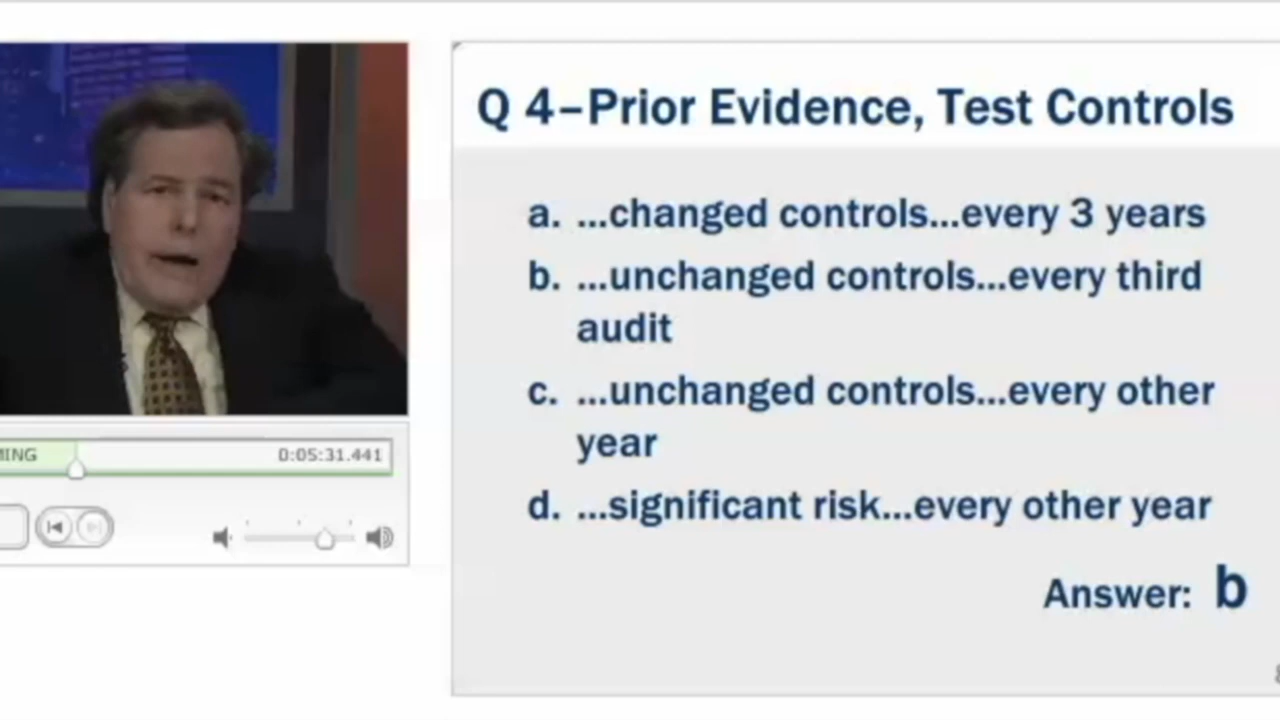 Q 4–Prior Evidence, Test Controls
a. ...changed controls...every 3 years
b. ...unchanged controls...every third
audit
c. ...unchanged controls...every other
year
d. ...significant risk...every other year
Answer: b
MING 0:05:31.441